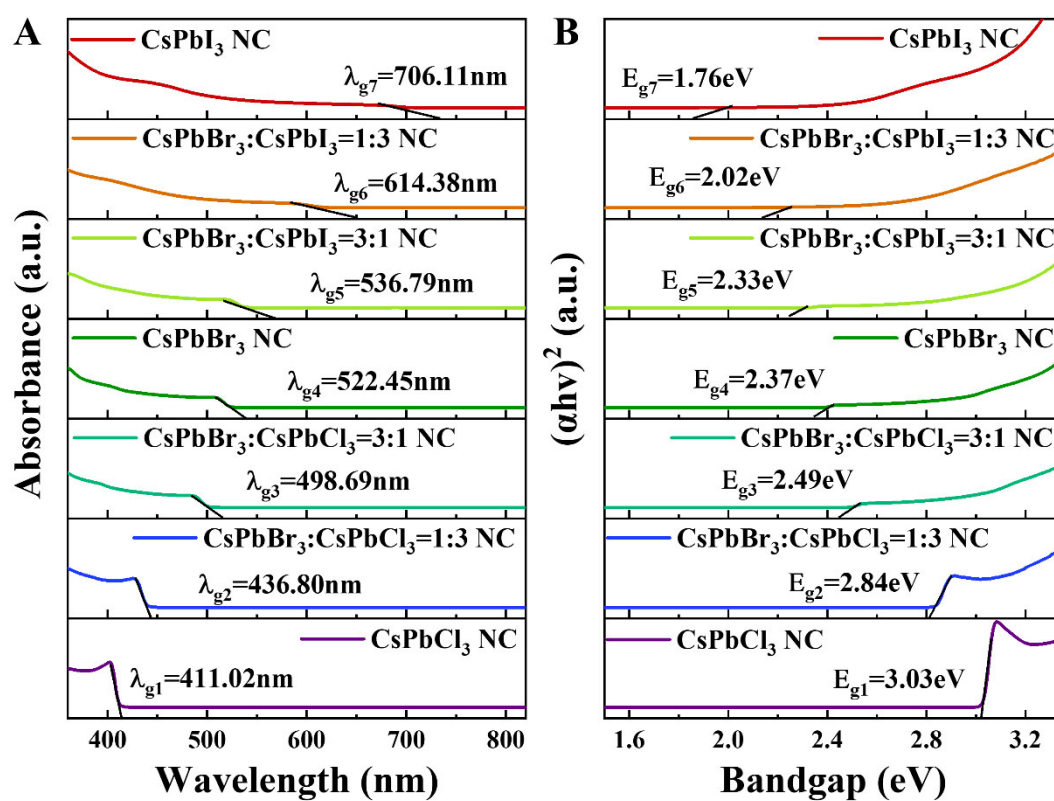 A
Absorbance (a.u.)
CsPbI₃ NC
λg7=706.11nm
CsPbBr₃:CsPbI₃=1:3 NC
λg6=614.38nm
CsPbBr₃:CsPbI₃=3:1 NC
λg5=536.79nm
CsPbBr₃ NC
λg4=522.45nm
CsPbBr₃:CsPbCl₃=3:1 NC
λg3=498.69nm
CsPbBr₃:CsPbCl₃=1:3 NC
λg2=436.80nm
CsPbCl₃ NC
λg1=411.02nm
400 500 600 700 800
Wavelength (nm)
B
(αhv)² (a.u.)
CsPbI₃ NC
Eg7=1.76eV
CsPbBr₃:CsPbI₃=1:3 NC
Eg6=2.02eV
CsPbBr₃:CsPbI₃=3:1 NC
Eg5=2.33eV
CsPbBr₃ NC
Eg4=2.37eV
CsPbBr₃:CsPbCl₃=3:1 NC
Eg3=2.49eV
CsPbBr₃:CsPbCl₃=1:3 NC
Eg2=2.84eV
CsPbCl₃ NC
Eg1=3.03eV
1.6 2.0 2.4 2.8 3.2
Bandgap (eV)